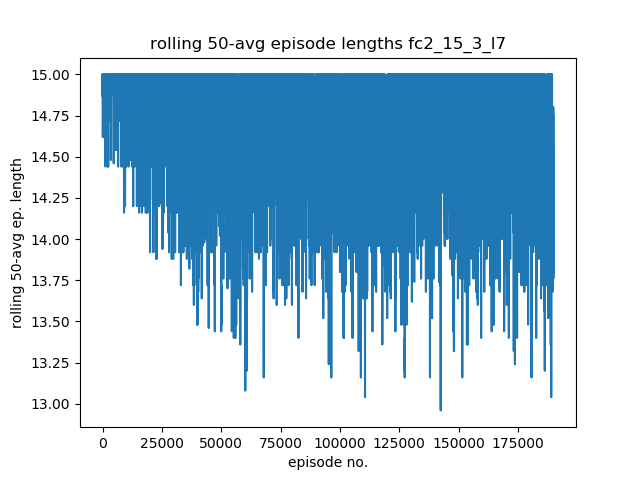 rolling 50-avg episode lengths fc2_15_3_l7
15.00
14.75
14.50
14.25
14.00
13.75
13.50
13.25
13.00
rolling 50-avg ep. length
0 25000 50000 75000 100000 125000 150000 175000
episode no.